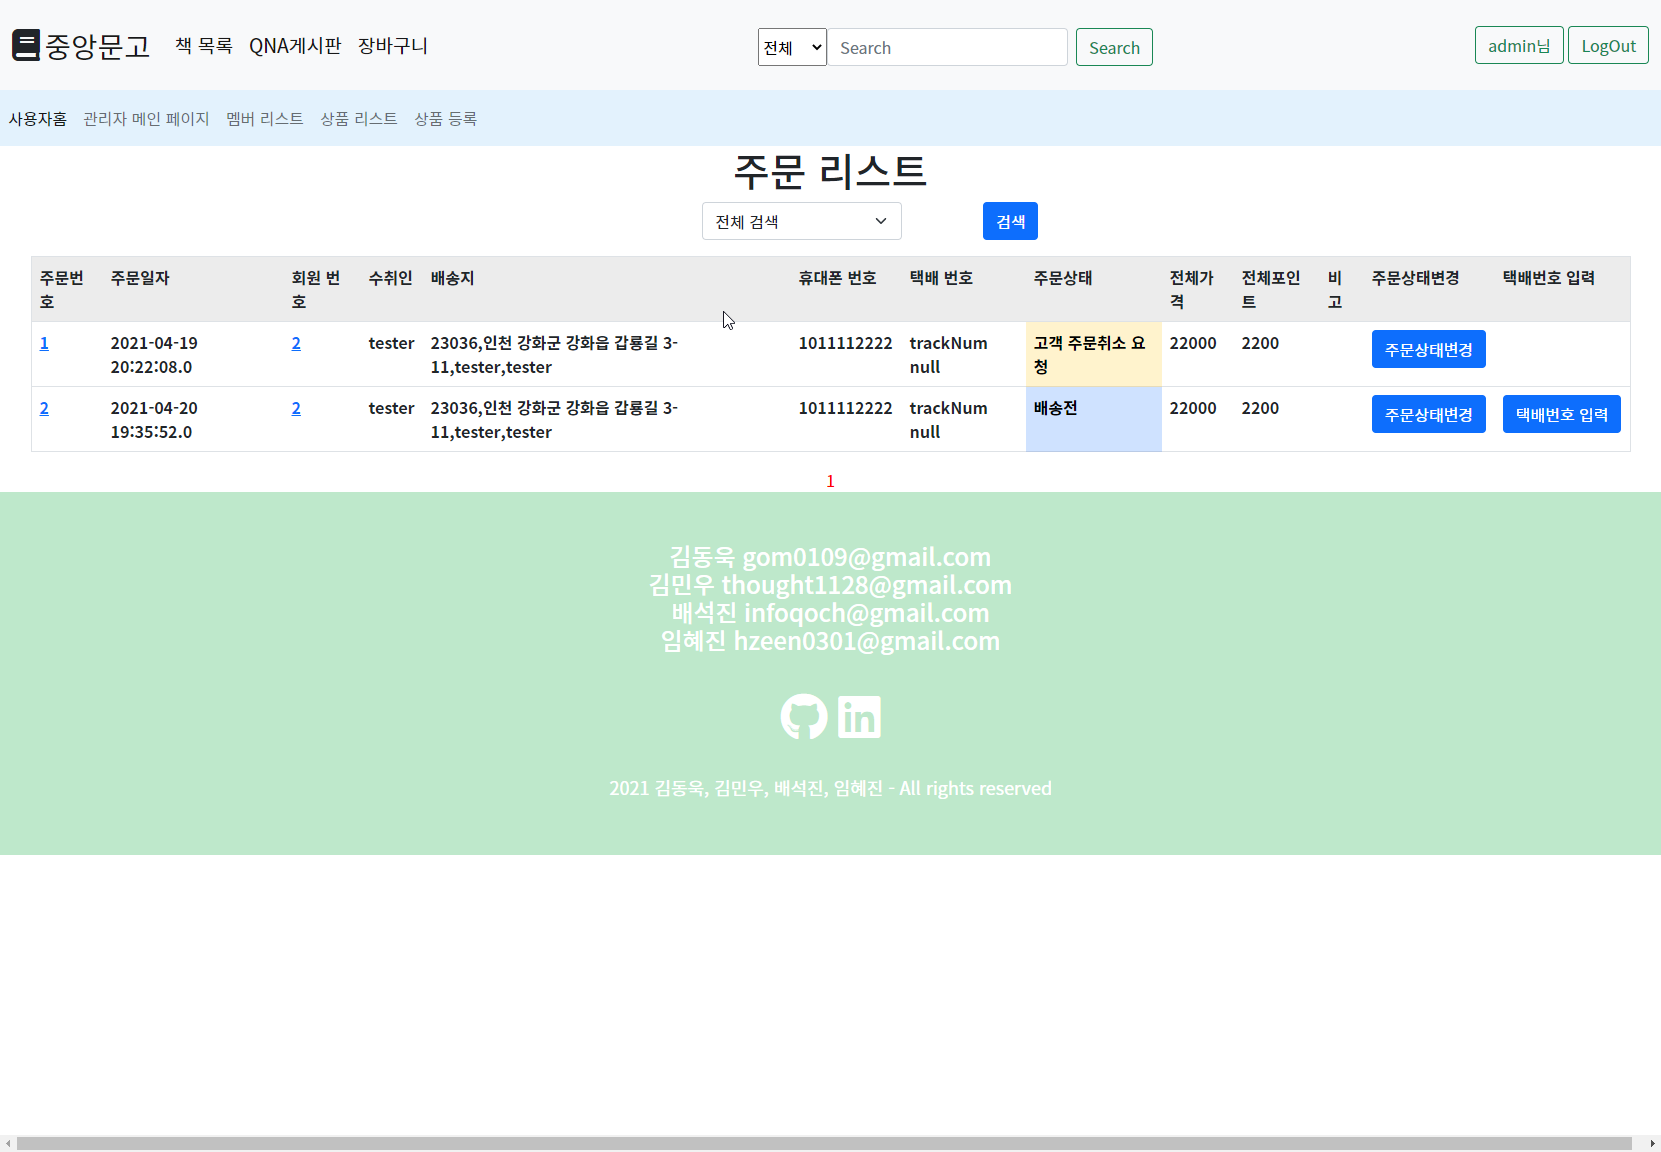 중앙문고 책 목록 QNA게시판 장바구니 전체 Search Search admin님 LogOut
사용자홈 관리자 메인 페이지 멤버 리스트 상품 리스트 상품 등록
주문 리스트
전체 검색 검색
주문번호 주문일자 회원 번호 수취인 배송지 휴대폰 번호 택배 번호 주문상태 전체가격 전체포인트 비고 주문상태변경 택배번호 입력
1 2021-04-19 20:22:08.0 2 tester 23036,인천 강화군 강화읍 갑룡길 3-11,tester,tester 1011112222 trackNum null 고객 주문취소 요청 22000 2200 주문상태변경
2 2021-04-20 19:35:52.0 2 tester 23036,인천 강화군 강화읍 갑룡길 3-11,tester,tester 1011112222 trackNum null 배송전 22000 2200 주문상태변경 택배번호 입력
1
김동욱 gom0109@gmail.com
김민우 thought1128@gmail.com
배석진 infoqoch@gmail.com
임혜진 hzeen0301@gmail.com
in
2021 김동욱, 김민우, 배석진, 임혜진 - All rights reserved